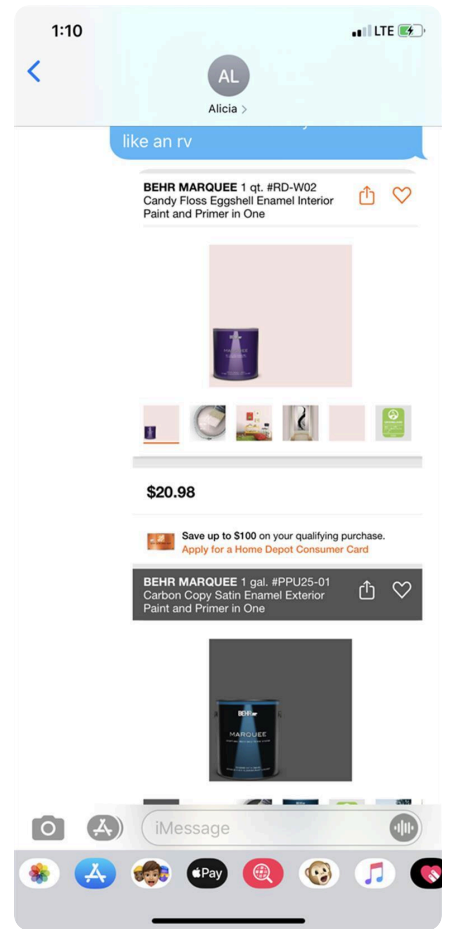 1:10
LTE
AL
Alicia >
like an rv
BEHR MARQUEE 1 qt. #RD-W02
Candy Floss Eggshell Enamel Interior
Paint and Primer in One
$20.98
Save up to $100 on your qualifying purchase.
Apply for a Home Depot Consumer Card
BEHR MARQUEE 1 gal. #PPU25-01
Carbon Copy Satin Enamel Exterior
Paint and Primer in One
BEHR
MARQUEE
iMessage
Pay